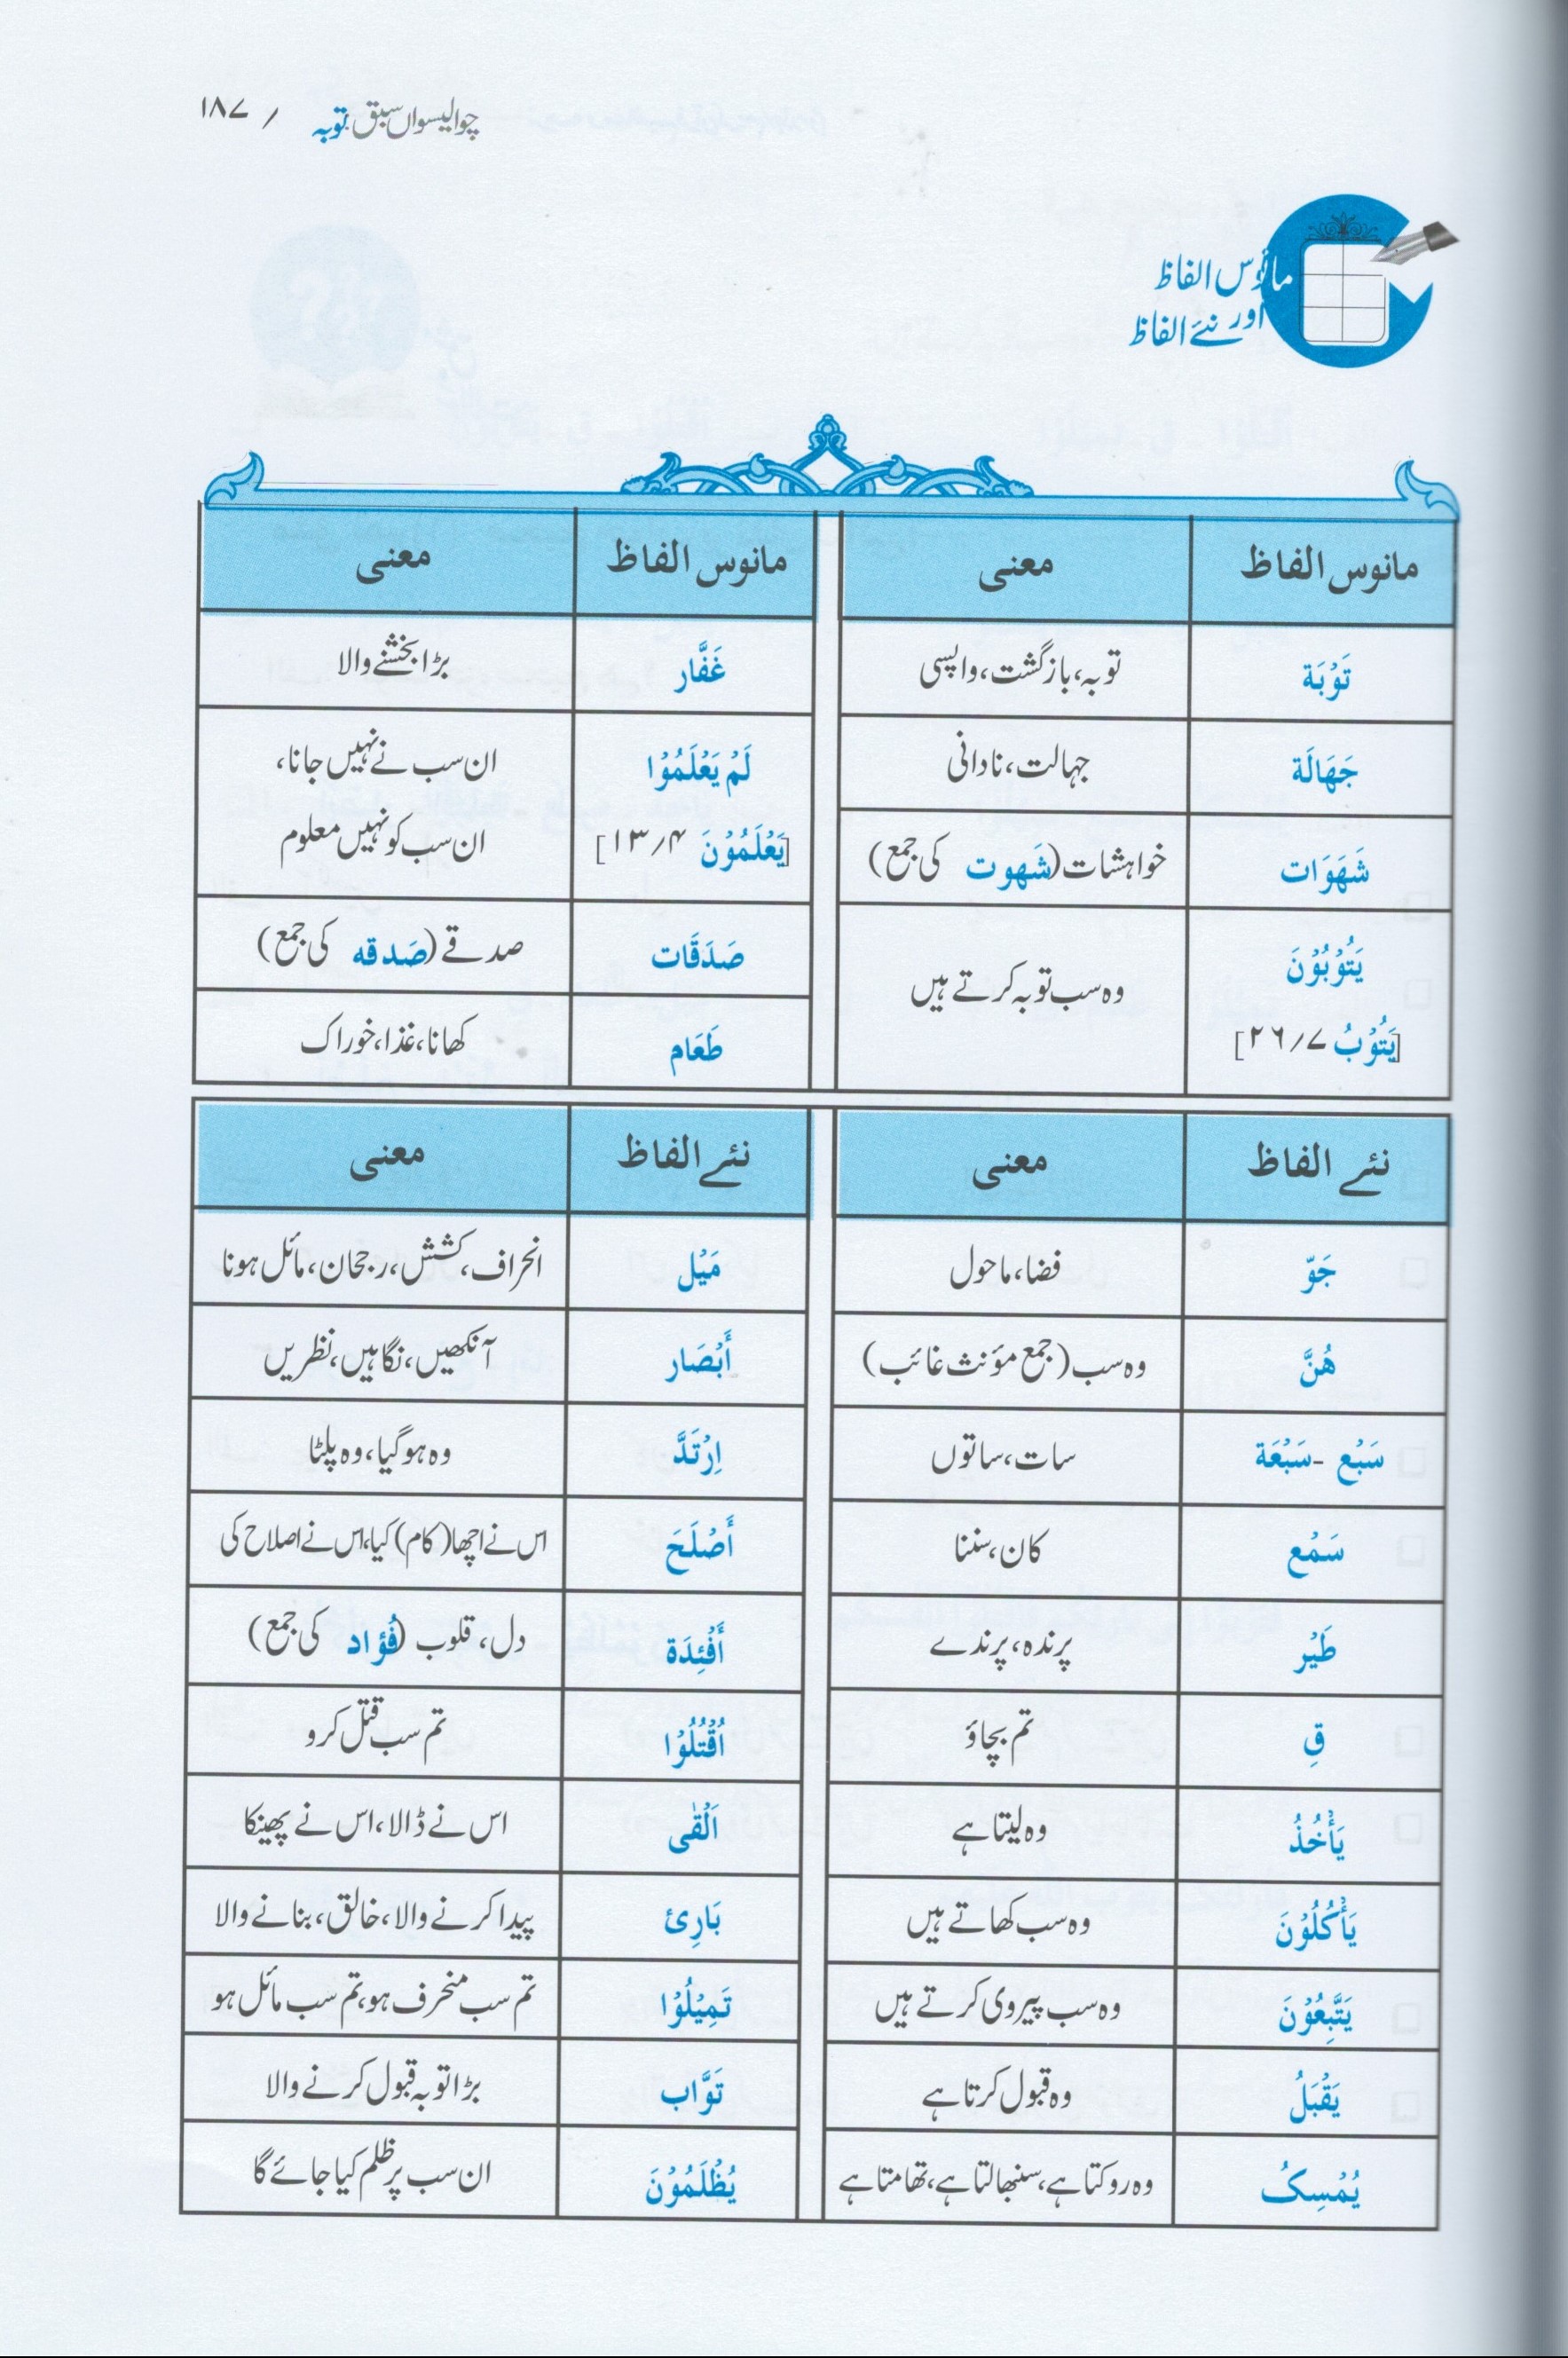 چوالیسواں سبق: توبہ / ۱۸۷
مانوس الفاظ
اور نئے الفاظ
مانوس الفاظ معنی مانوس الفاظ معنی
تَوْبَة توبہ، بازگشت، واپسی غَفَّار بڑا بخشنے والا
جَهَالَة جہالت، نادانی لَمْ يَعْلَمُوْا ان سب نے نہیں جانا،
شَهَوَات خواہشات (شَهوت کی جمع) [يَعْلَمُوْنَ ۱۳/۴] ان سب کو نہیں معلوم
يَتُوْبُوْنَ وہ سب توبہ کرتے ہیں صَدَقَات صدقے (صَدقه کی جمع)
[يَتُوْبُ ۲۶/۷] طَعَام کھانا، غذا، خوراک
نئے الفاظ معنی نئے الفاظ معنی
جَوّ فضا، ماحول مَيْل انحراف، کشش، رجحان، مائل ہونا
هُنَّ وہ سب (جمع مؤنث غائب) أَبْصَار آنکھیں، نگاہیں، نظریں
سَبْع - سَبْعَة سات، ساتوں اِرْتَدَّ وہ ہو گیا، وہ پلٹا
سَمْع کان، سننا أَصْلَحَ اس نے اچھا (کام) کیا، اس نے اصلاح کی
طَيْر پرندہ، پرندے أَفْئِدَة دل، قلوب (فُؤاد کی جمع)
قِ تم بچاؤ اُقْتُلُوْا تم سب قتل کرو
يَأْخُذُ وہ لیتا ہے اَلْقٰى اس نے ڈالا، اس نے پھینکا
يَأْكُلُوْنَ وہ سب کھاتے ہیں بَارِئ پیدا کرنے والا، خالق، بنانے والا
يَتَّبِعُوْنَ وہ سب پیروی کرتے ہیں تَمِيْلُوْا تم سب منحرف ہو، تم سب مائل ہو
يَقْبَلُ وہ قبول کرتا ہے تَوَّاب بڑا توبہ قبول کرنے والا
يُمْسِكُ وہ روکتا ہے، سنبھالتا ہے، تھامتا ہے يُظْلَمُوْنَ ان سب پر ظلم کیا جائے گا